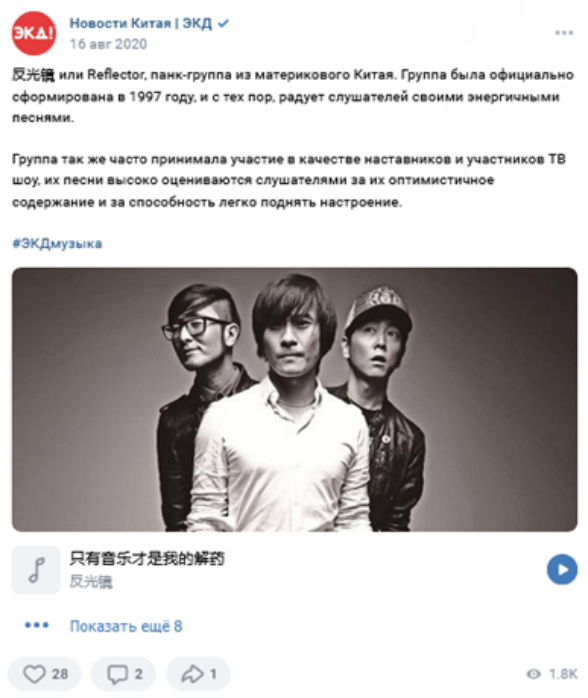 ЭКД!
Новости Китая | ЭКД
16 авг 2020
反光镜 или Reflector, панк-группа из материкового Китая. Группа была официально
сформирована в 1997 году, и с тех пор, радует слушателей своими энергичными
песнями.
Группа так же часто принимала участие в качестве наставников и участников ТВ
шоу, их песни высоко оцениваются слушателями за их оптимистичное
содержание и за способность легко поднять настроение.
#ЭКДмузыка
只有音乐才是我的解药
反光镜
Показать ещё 8
28
2
1
1.8K